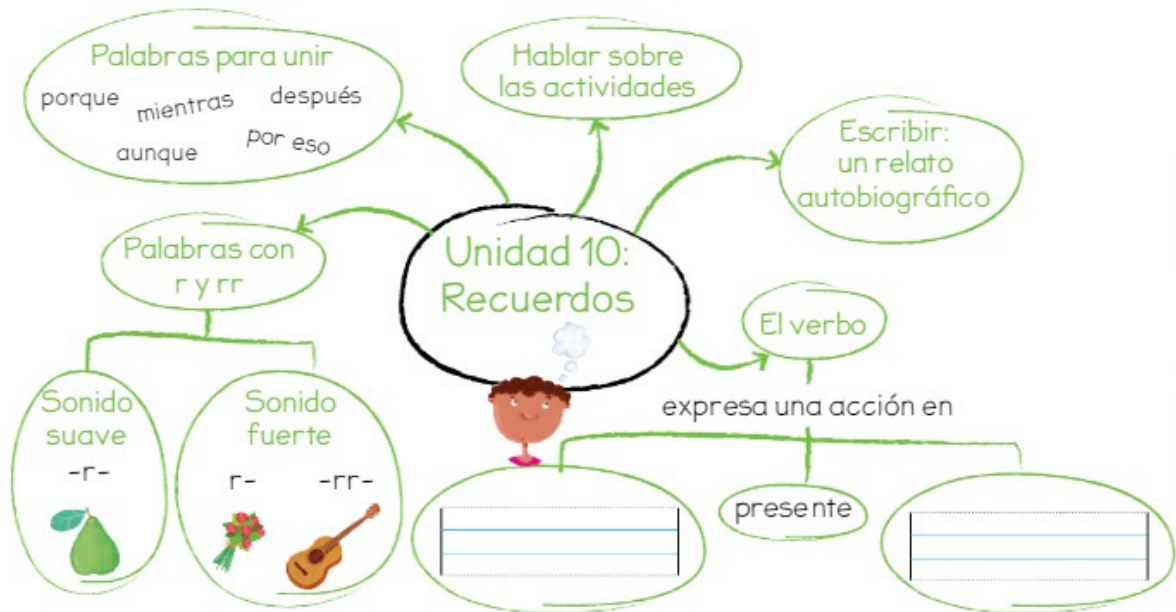 Palabras para unir
porque mientras después
aunque por eso
Hablar sobre
las actividades
Escribir:
un relato
autobiográfico
Palabras con
r y rr
Unidad 10:
Recuerdos
El verbo
Sonido
suave
-r-
Sonido
fuerte
r- -rr-
expresa una acción en
presente